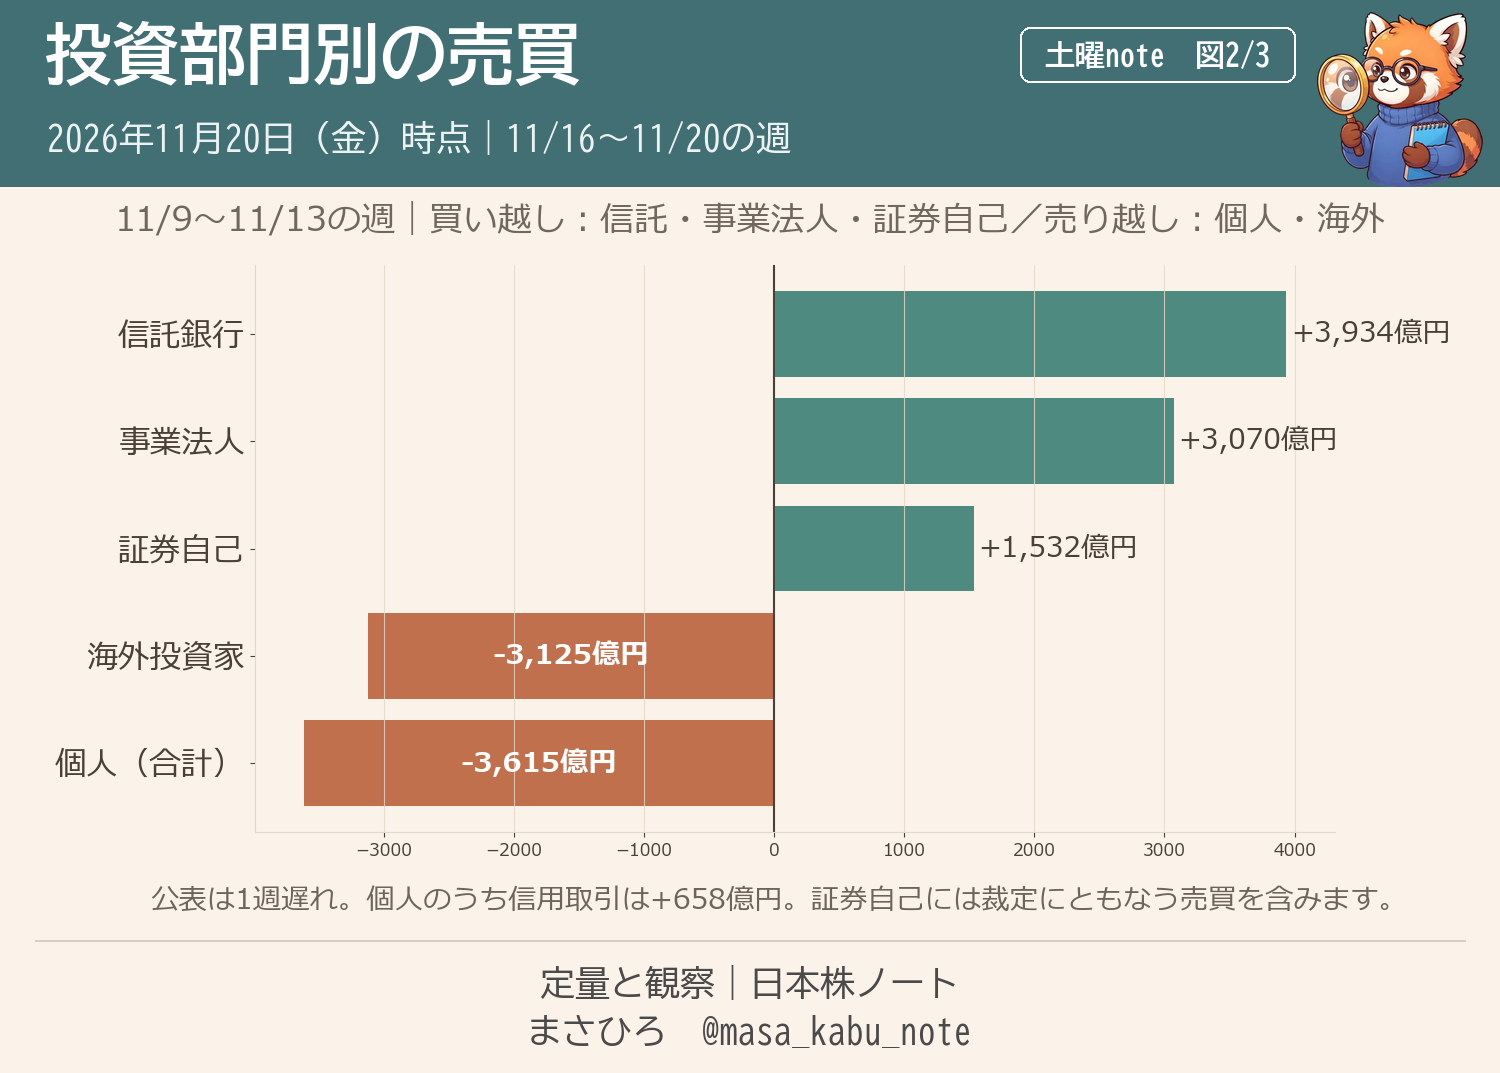 投資部門別の売買
土曜note　図2/3
2026年11月20日（金）時点｜11/16〜11/20の週
11/9〜11/13の週｜買い越し：信託・事業法人・証券自己／売り越し：個人・海外
信託銀行
+3,934億円
事業法人
+3,070億円
証券自己
+1,532億円
海外投資家
-3,125億円
個人（合計）
-3,615億円
−3000 −2000 −1000 0 1000 2000 3000 4000
公表は1週遅れ。個人のうち信用取引は+658億円。証券自己には裁定にともなう売買を含みます。
定量と観察｜日本株ノート
まさひろ　@masa_kabu_note